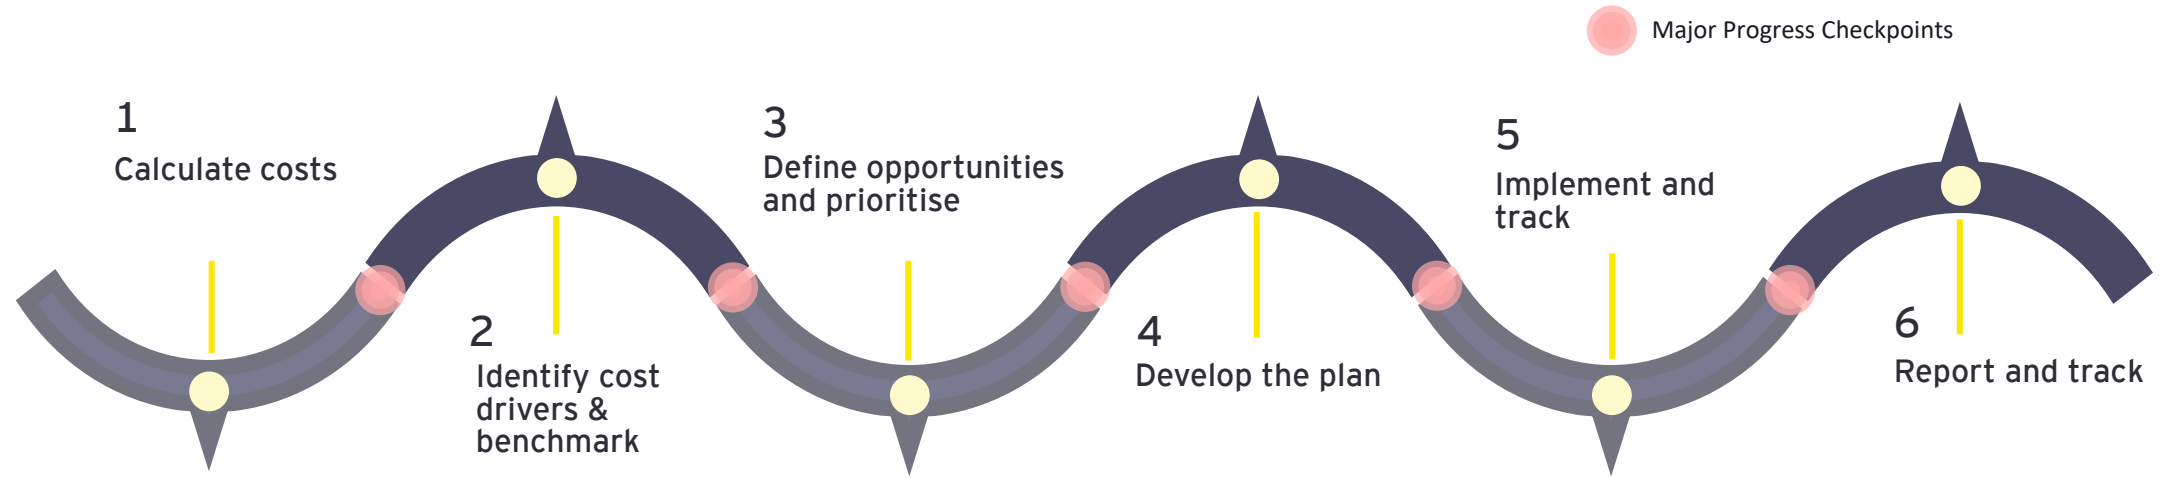 Major Progress Checkpoints
1
Calculate costs
2
Identify cost
drivers &
benchmark
3
Define opportunities
and prioritise
4
Develop the plan
5
Implement and
track
6
Report and track